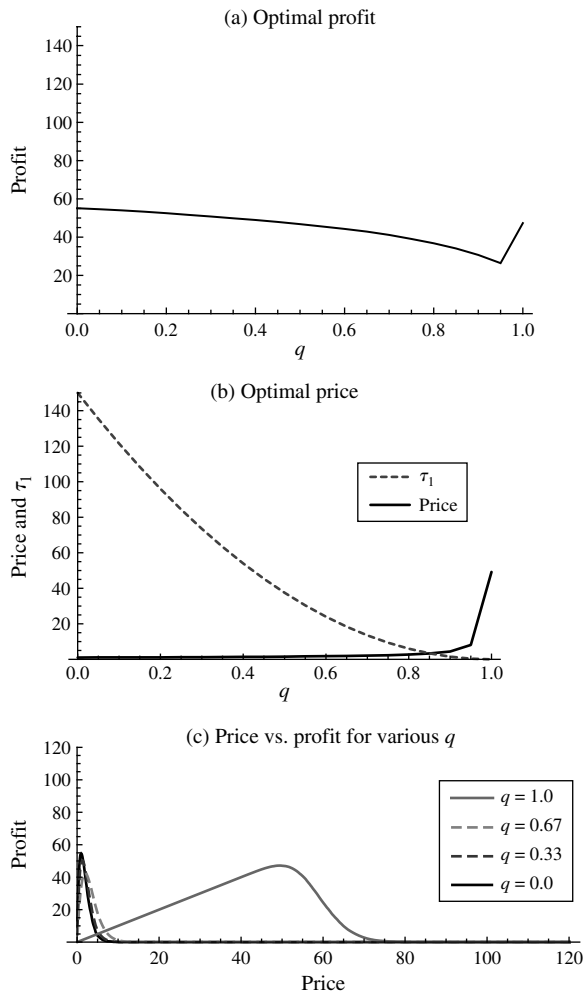 (a) Optimal profit
140
120
100
80
60
40
20
Profit
0.0 0.2 0.4 0.6 0.8 1.0
q
(b) Optimal price
140
120
100
80
60
40
20
Price and τ1
τ1
Price
0.0 0.2 0.4 0.6 0.8 1.0
q
(c) Price vs. profit for various q
120
100
80
60
40
20
Profit
q = 1.0
q = 0.67
q = 0.33
q = 0.0
0 20 40 60 80 100 120
Price